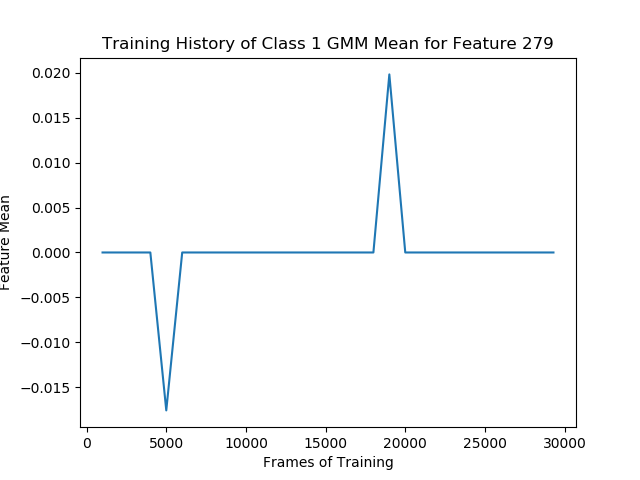 Training History of Class 1 GMM Mean for Feature 279
0.020
0.015
0.010
0.005
0.000
−0.005
−0.010
−0.015
Feature Mean
0 5000 10000 15000 20000 25000 30000
Frames of Training